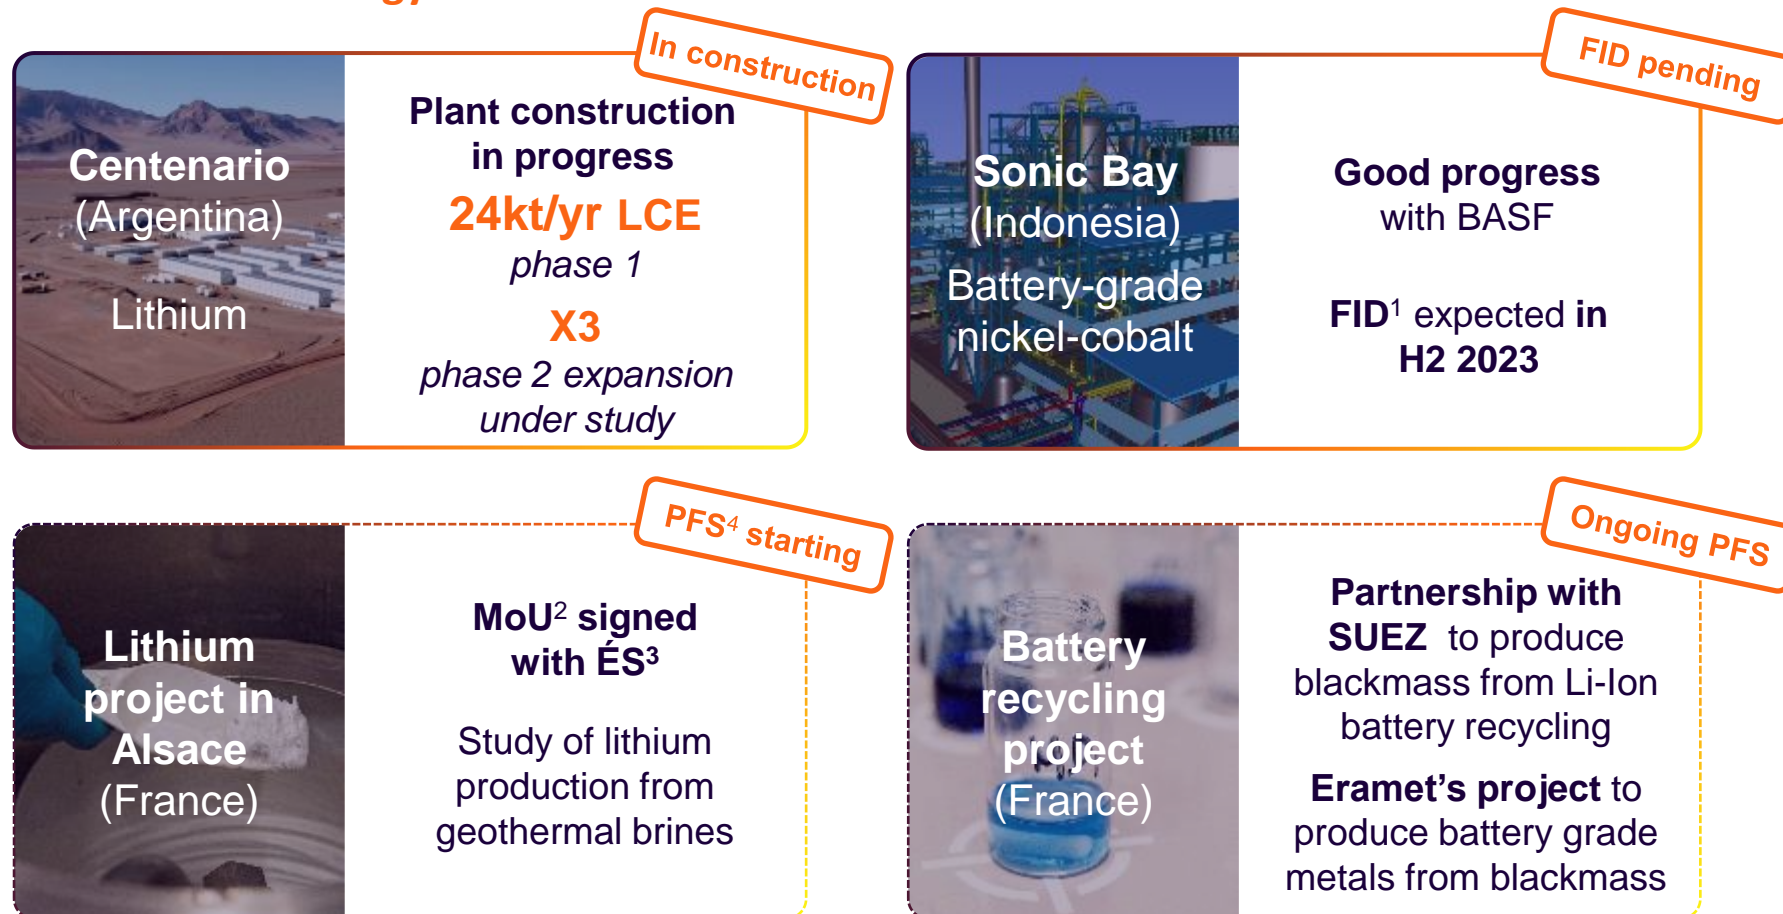 In construction
Centenario
(Argentina)
Lithium
Plant construction
in progress
24kt/yr LCE
phase 1
X3
phase 2 expansion
under study
FID pending
Sonic Bay
(Indonesia)
Battery-grade
nickel-cobalt
Good progress
with BASF
FID¹ expected in
H2 2023
PFS⁴ starting
Lithium
project in
Alsace
(France)
MoU² signed
with ÉS³
Study of lithium
production from
geothermal brines
Ongoing PFS
Battery
recycling
project
(France)
Partnership with
SUEZ to produce
blackmass from Li-Ion
battery recycling
Eramet’s project to
produce battery grade
metals from blackmass